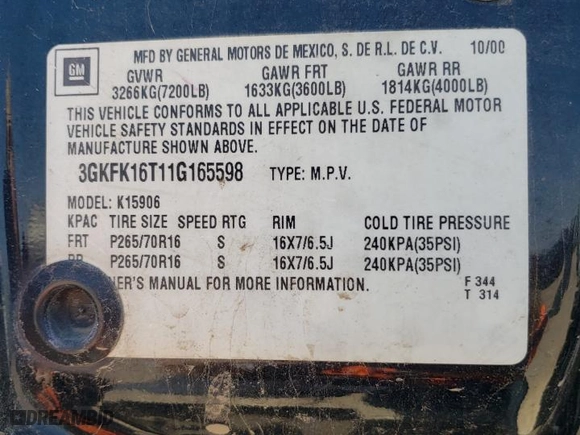 GM
MFD BY GENERAL MOTORS DE MEXICO, S. DE R.L. DE C.V. 10/00
GVWR GAWR FRT GAWR RR
3266KG(7200LB) 1633KG(3600LB) 1814KG(4000LB)
THIS VEHICLE CONFORMS TO ALL APPLICABLE U.S. FEDERAL MOTOR
VEHICLE SAFETY STANDARDS IN EFFECT ON THE DATE OF
MANUFACTURE SHOWN ABOVE.
3GKFK16T11G165598 TYPE: M.P.V.
MODEL: K15906
KPAC TIRE SIZE SPEED RTG RIM COLD TIRE PRESSURE
FRT P265/70R16 S 16X7/6.5J 240KPA(35PSI)
RR P265/70R16 S 16X7/6.5J 240KPA(35PSI)
NER'S MANUAL FOR MORE INFORMATION. F 344
T 314
DREAMBID